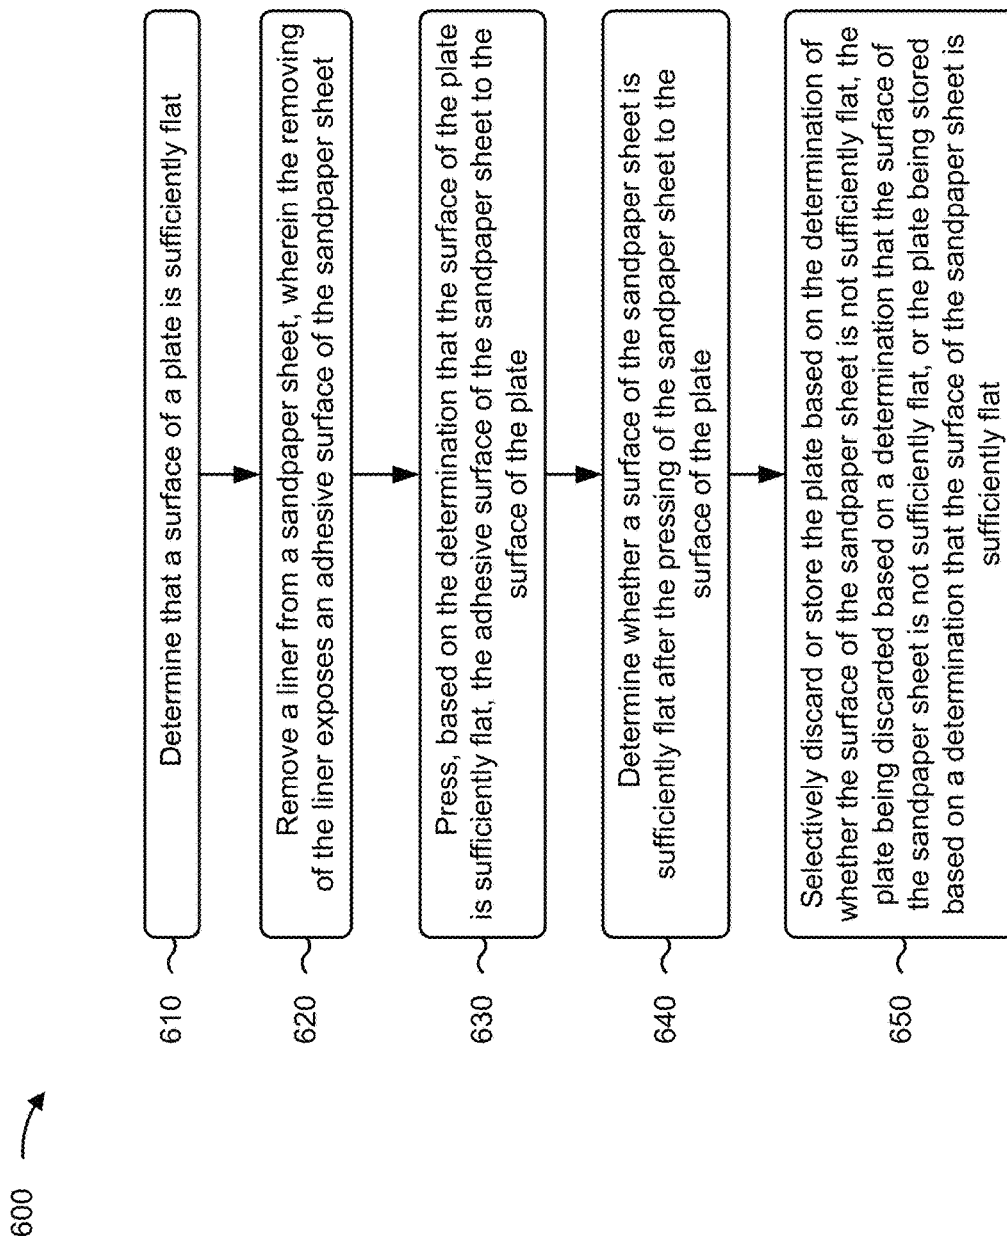 600
610
Determine that a surface of a plate is sufficiently flat
620
Remove a liner from a sandpaper sheet, wherein the removing
of the liner exposes an adhesive surface of the sandpaper sheet
630
Press, based on the determination that the surface of the plate
is sufficiently flat, the adhesive surface of the sandpaper sheet to the
surface of the plate
640
Determine whether a surface of the sandpaper sheet is
sufficiently flat after the pressing of the sandpaper sheet to the
surface of the plate
650
Selectively discard or store the plate based on the determination of
whether the surface of the sandpaper sheet is not sufficiently flat, the
plate being discarded based on a determination that the surface of
the sandpaper sheet is not sufficiently flat, or the plate being stored
based on a determination that the surface of the sandpaper sheet is
sufficiently flat